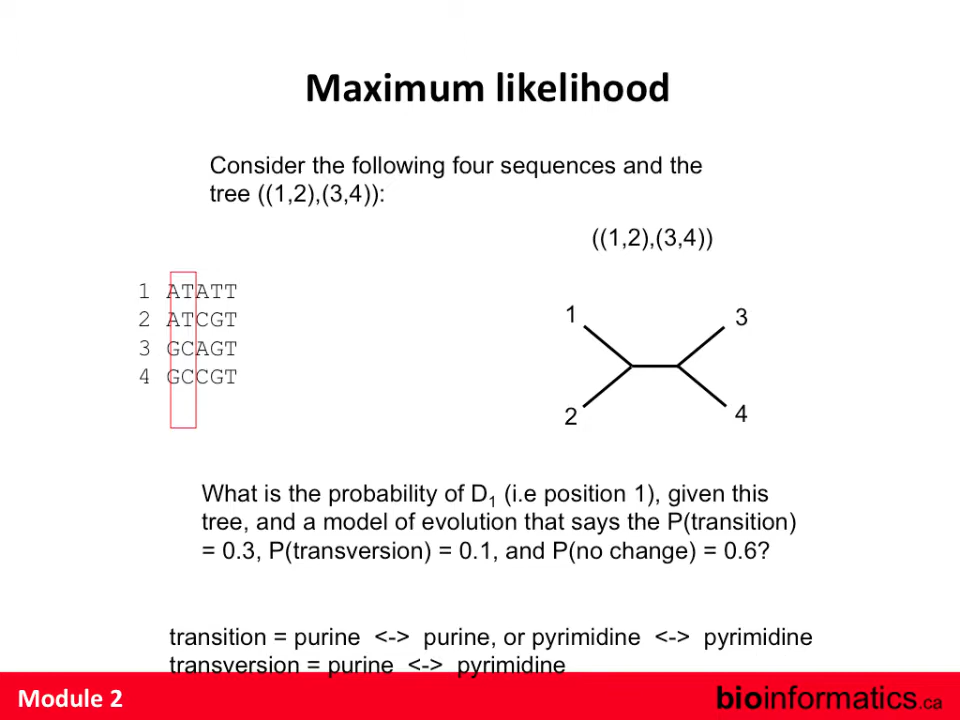 Maximum likelihood
Consider the following four sequences and the
tree ((1,2),(3,4)):
((1,2),(3,4))
1 ATATT
2 ATCGT
3 GCAGT
4 GCCGT
1
3
2
4
What is the probability of D1 (i.e position 1), given this
tree, and a model of evolution that says the P(transition)
= 0.3, P(transversion) = 0.1, and P(no change) = 0.6?
transition = purine <-> purine, or pyrimidine <-> pyrimidine
transversion = purine <-> pyrimidine
Module 2
bioinformatics.ca